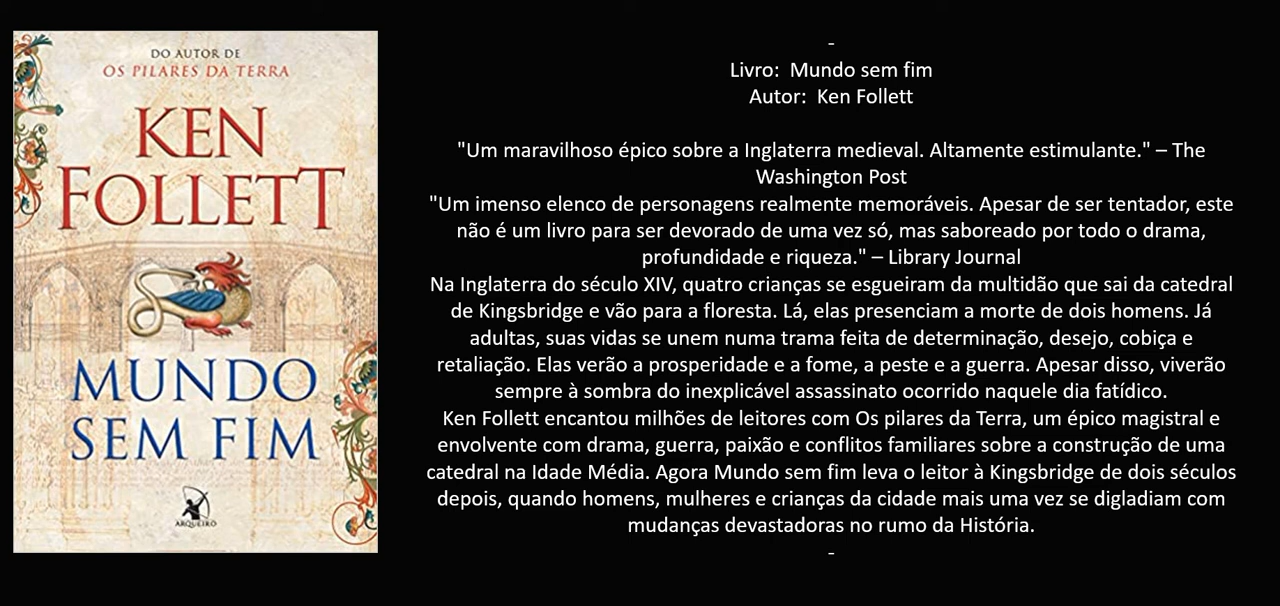 DO AUTOR DE
OS PILARES DA TERRA
KEN
FOLLETT
MUNDO
SEM FIM
ARQUEIRO
-
Livro:  Mundo sem fim
Autor:  Ken Follett
"Um maravilhoso épico sobre a Inglaterra medieval. Altamente estimulante." – The
Washington Post
"Um imenso elenco de personagens realmente memoráveis. Apesar de ser tentador, este
não é um livro para ser devorado de uma vez só, mas saboreado por todo o drama,
profundidade e riqueza." – Library Journal
Na Inglaterra do século XIV, quatro crianças se esgueiram da multidão que sai da catedral
de Kingsbridge e vão para a floresta. Lá, elas presenciam a morte de dois homens. Já
adultas, suas vidas se unem numa trama feita de determinação, desejo, cobiça e
retaliação. Elas verão a prosperidade e a fome, a peste e a guerra. Apesar disso, viverão
sempre à sombra do inexplicável assassinato ocorrido naquele dia fatídico.
Ken Follett encantou milhões de leitores com Os pilares da Terra, um épico magistral e
envolvente com drama, guerra, paixão e conflitos familiares sobre a construção de uma
catedral na Idade Média. Agora Mundo sem fim leva o leitor à Kingsbridge de dois séculos
depois, quando homens, mulheres e crianças da cidade mais uma vez se digladiam com
mudanças devastadoras no rumo da História.
-